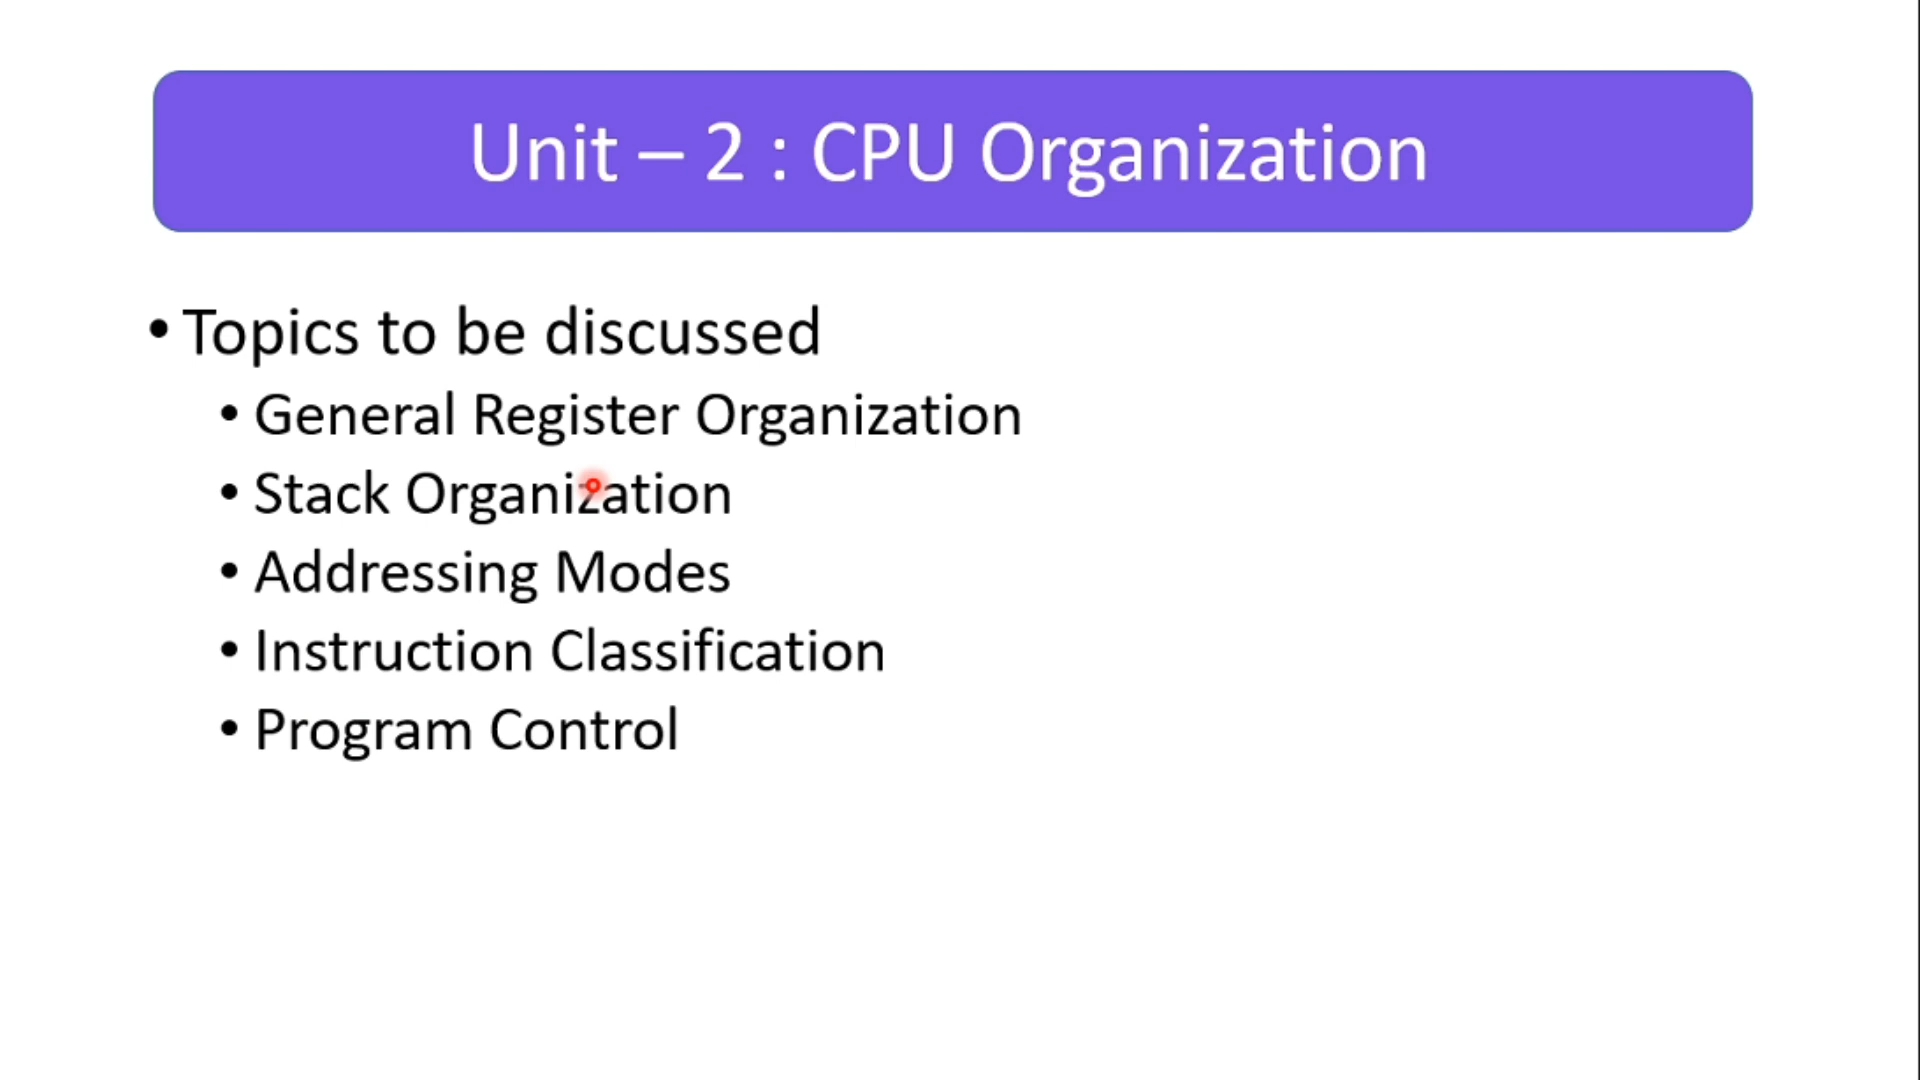 Unit – 2 : CPU Organization
• Topics to be discussed
• General Register Organization
• Stack Organization
• Addressing Modes
• Instruction Classification
• Program Control